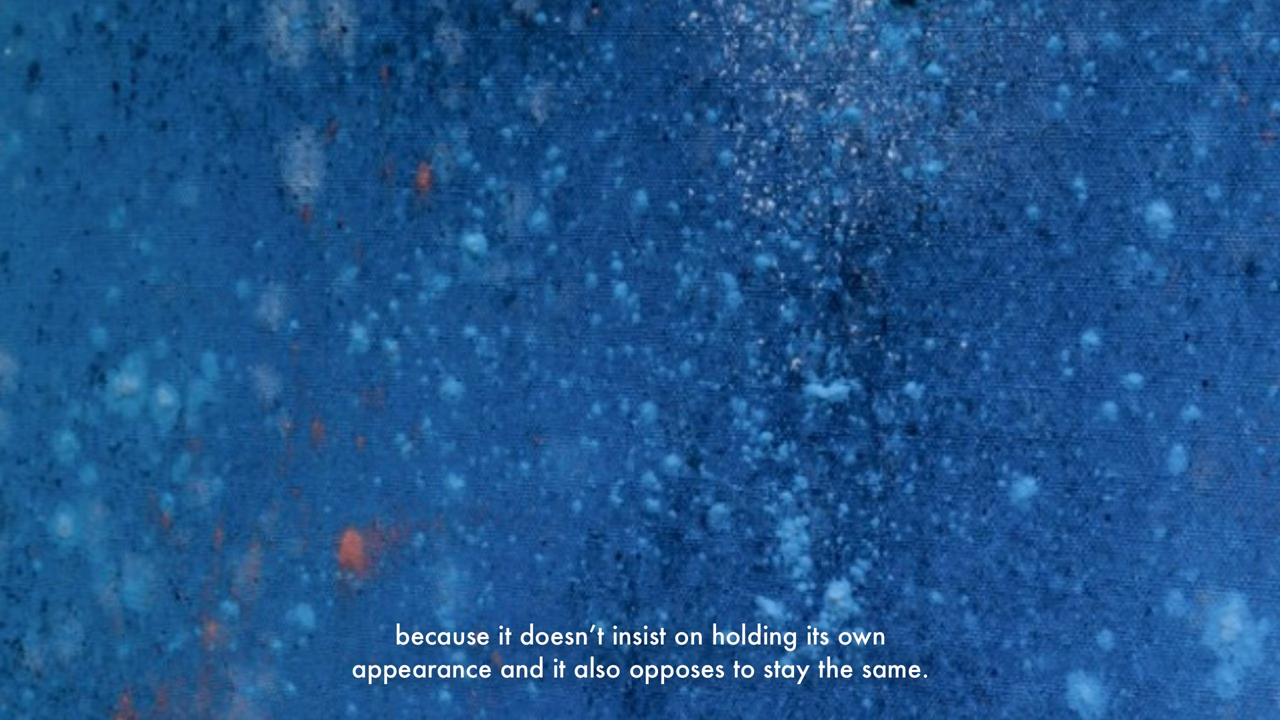 because it doesn’t insist on holding its own
appearance and it also opposes to stay the same.